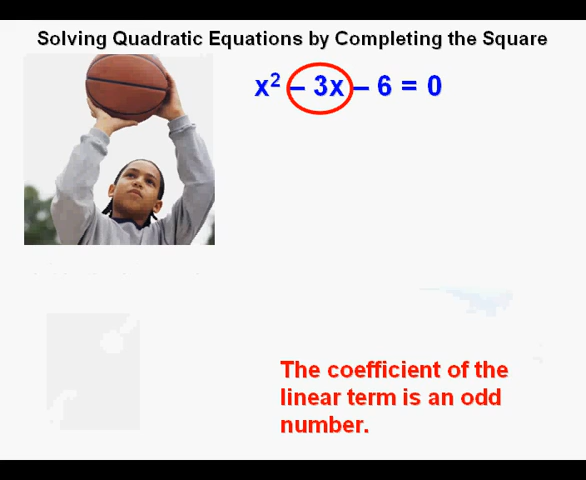 Solving Quadratic Equations by Completing the Square
x² – 3x – 6 = 0
The coefficient of the
linear term is an odd
number.